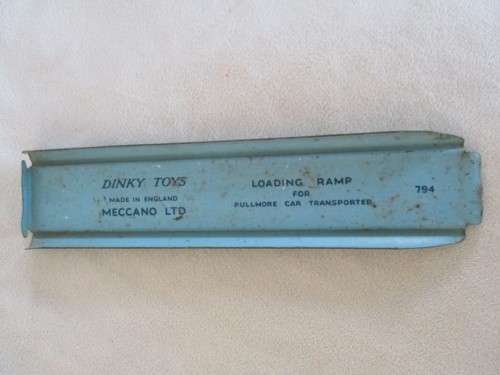 DINKY TOYS
MADE IN ENGLAND
MECCANO LTD
LOADING RAMP
FOR
PULLMORE CAR TRANSPORTER
794